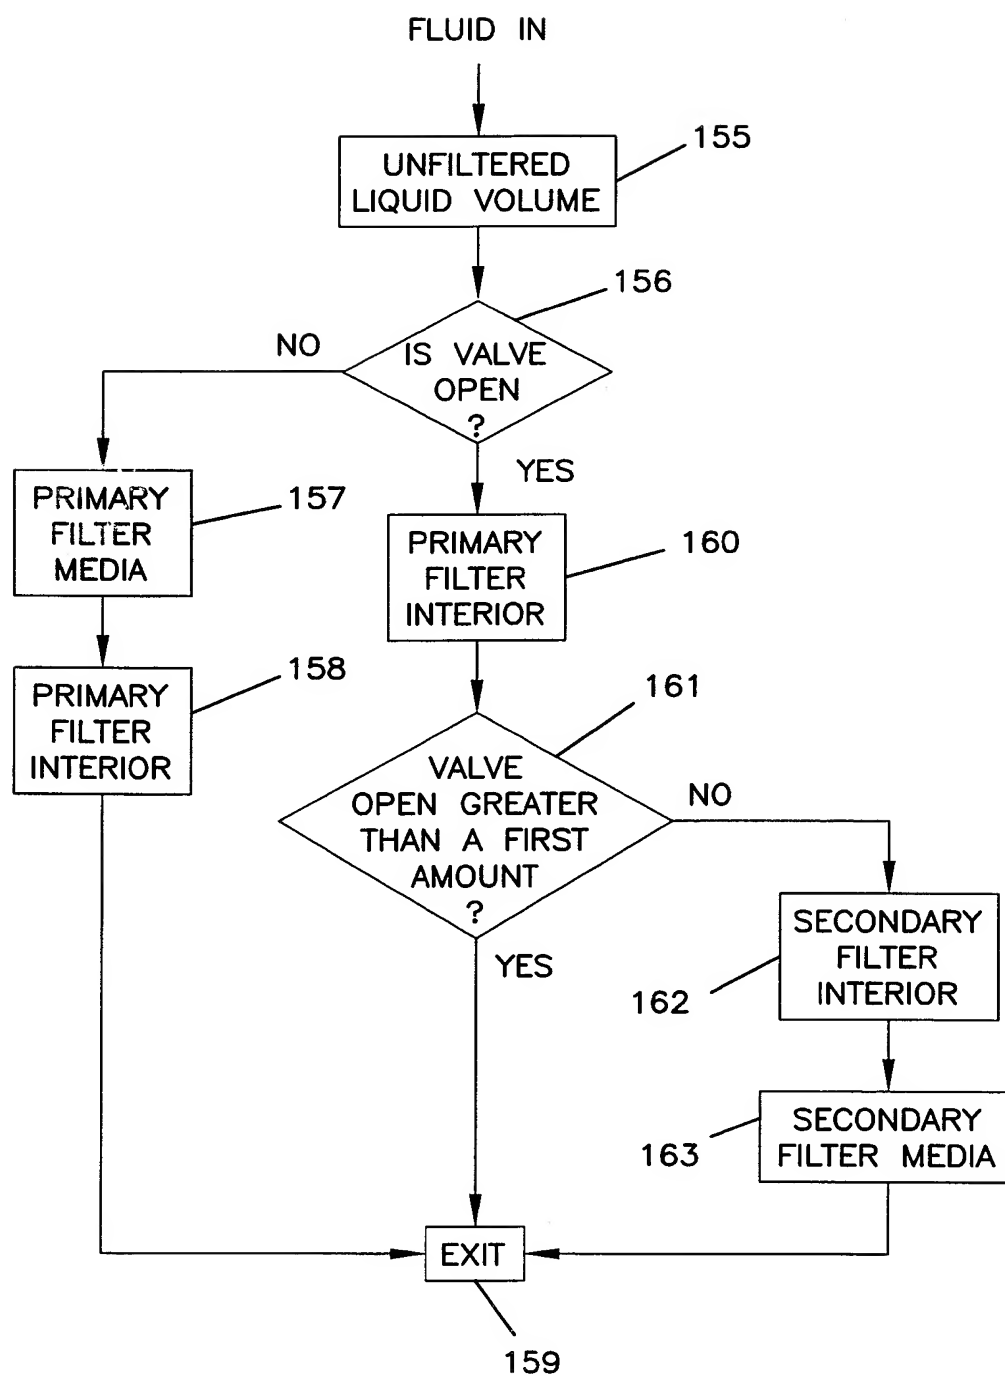 FLUID IN
UNFILTERED
LIQUID VOLUME
155
IS VALVE
OPEN
?
156
NO
YES
PRIMARY
FILTER
MEDIA
157
PRIMARY
FILTER
INTERIOR
160
PRIMARY
FILTER
INTERIOR
158
VALVE
OPEN GREATER
THAN A FIRST
AMOUNT
?
161
NO
YES
SECONDARY
FILTER
INTERIOR
162
SECONDARY
FILTER MEDIA
163
EXIT
159